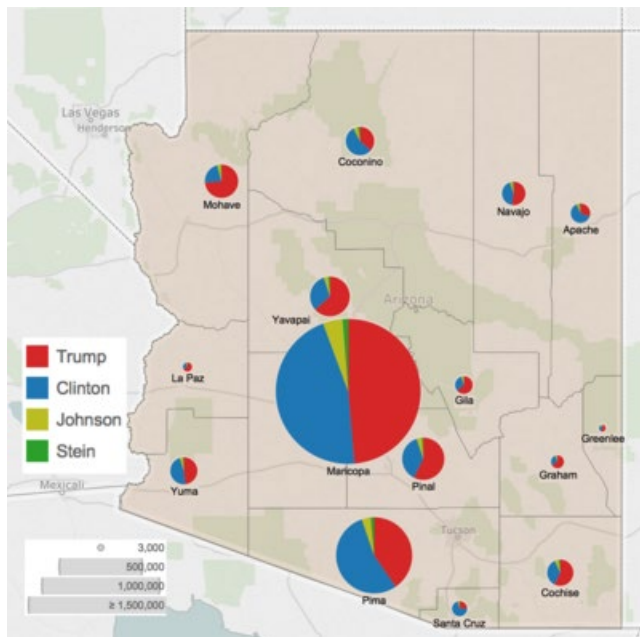 Las Vegas
Henderson
Coconino
Mohave
Navajo
Apache
Yavapai
Arizona
Trump
Clinton
Johnson
Stein
La Paz
Gila
Greenlee
Maricopa
Pinal
Graham
Yuma
Mexicali
Tucson
3,000
500,000
1,000,000
≥ 1,500,000
Pima
Cochise
Santa Cruz